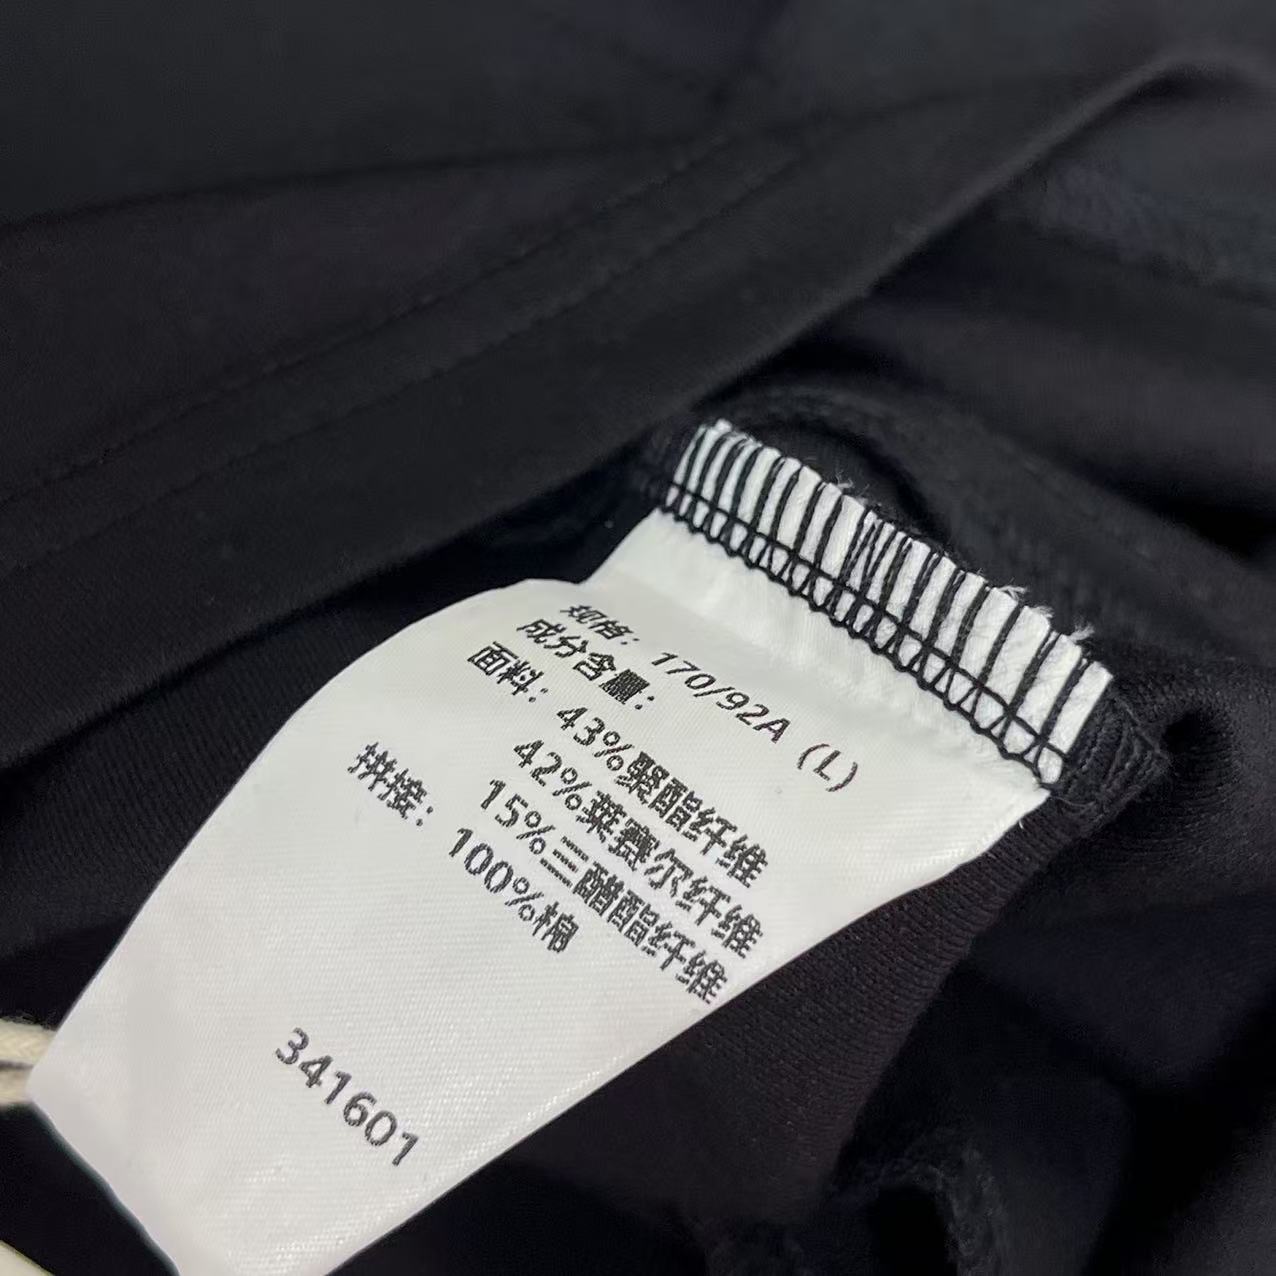 规格：170/92A (L)
成分含量：
面料：43%聚酯纤维
42%莱赛尔纤维
15%三醋酯纤维
拼接：100%棉
341601